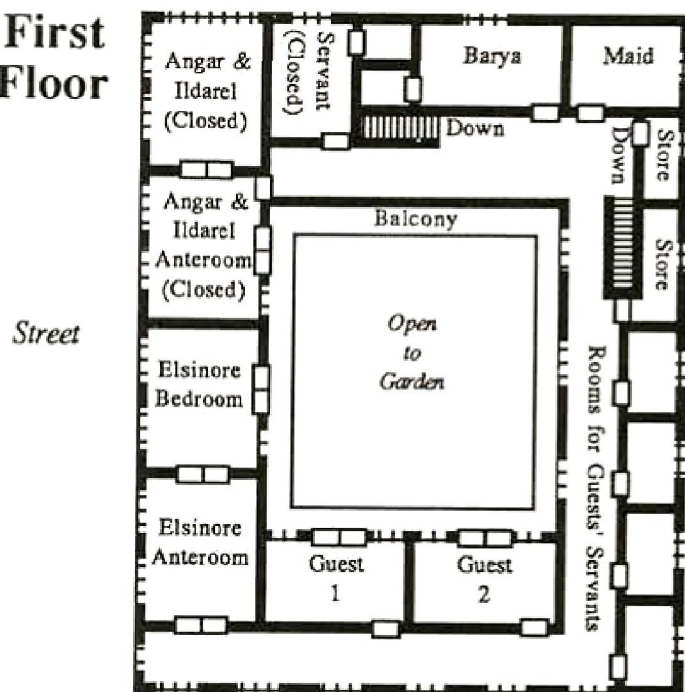 First
Floor
Angar &
Ildarel
(Closed)
Servant
(Closed)
Barya
Maid
Down
Down
Store
Store
Angar &
Ildarel
Anteroom
(Closed)
Balcony
Street
Open
to
Garden
Elsinore
Bedroom
Rooms for Guests' Servants
Elsinore
Anteroom
Guest
1
Guest
2